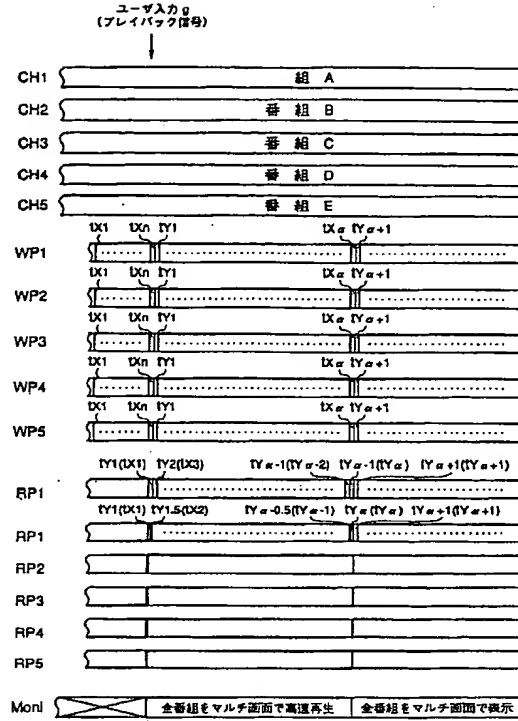 ユーザ入力 g
(プレイバック信号)
CH1 組 A
CH2 番 組 B
CH3 番 組 C
CH4 番 組 D
CH5 番 組 E
tX1 tXn tY1 tXα tYα+1
WP1
tX1 tXn tY1 tXα tYα+1
WP2
tX1 tXn tY1 tXα tYα+1
WP3
tX1 tXn tY1 tXα tYα+1
WP4
tX1 tXn tY1 tXα tYα+1
WP5
tY1(tX1) tY2(tX3) tYα-1(tYα-2) tYα-1(tYα) tYα+1(tYα+1)
RP1
tY1(tX1) tY1.5(tX2) tYα-0.5(tYα-1) tYα(tYα) tYα+1(tYα+1)
RP1
RP2
RP3
RP4
RP5
Moni 全番組をマルチ画面で高速再生 全番組をマルチ画面で表示